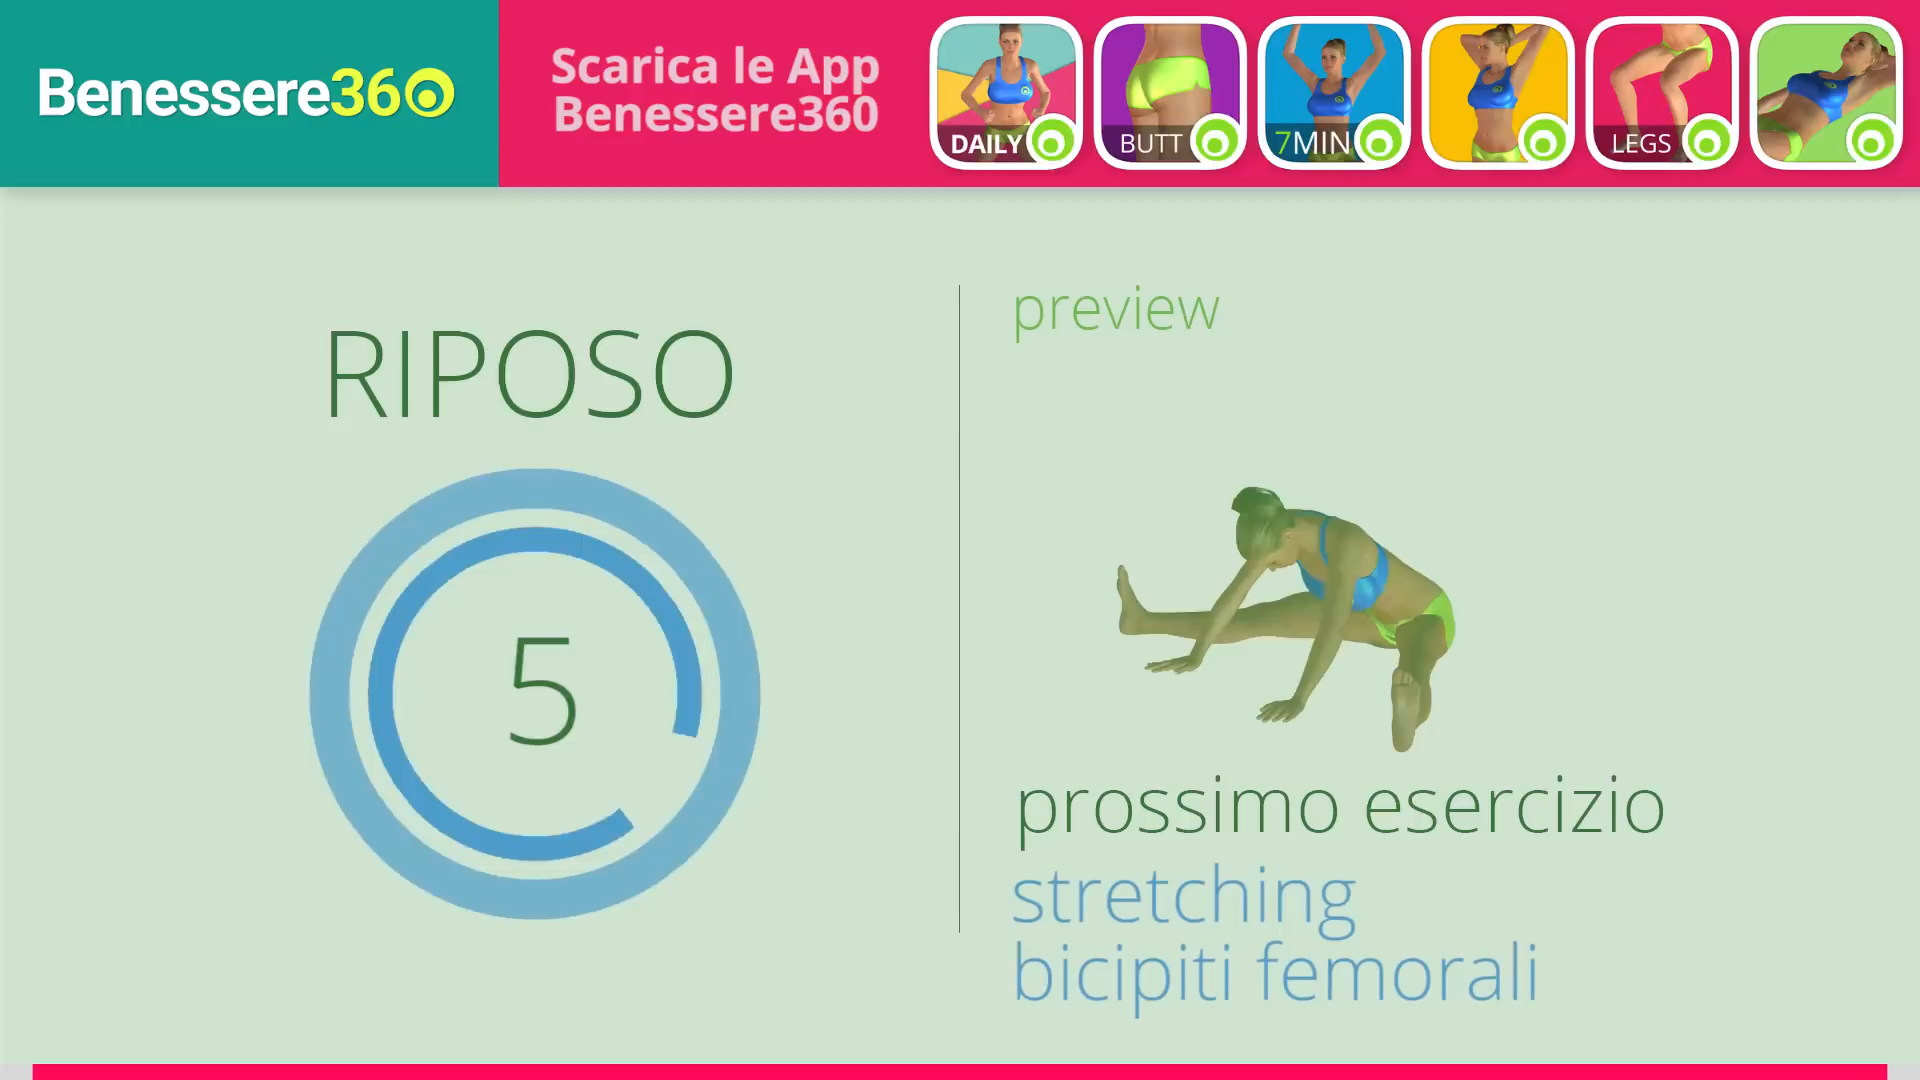 Benessere360
Scarica le App
Benessere360
DAILY
BUTT
7MIN
LEGS
RIPOSO
5
preview
prossimo esercizio
stretching
bicipiti femorali